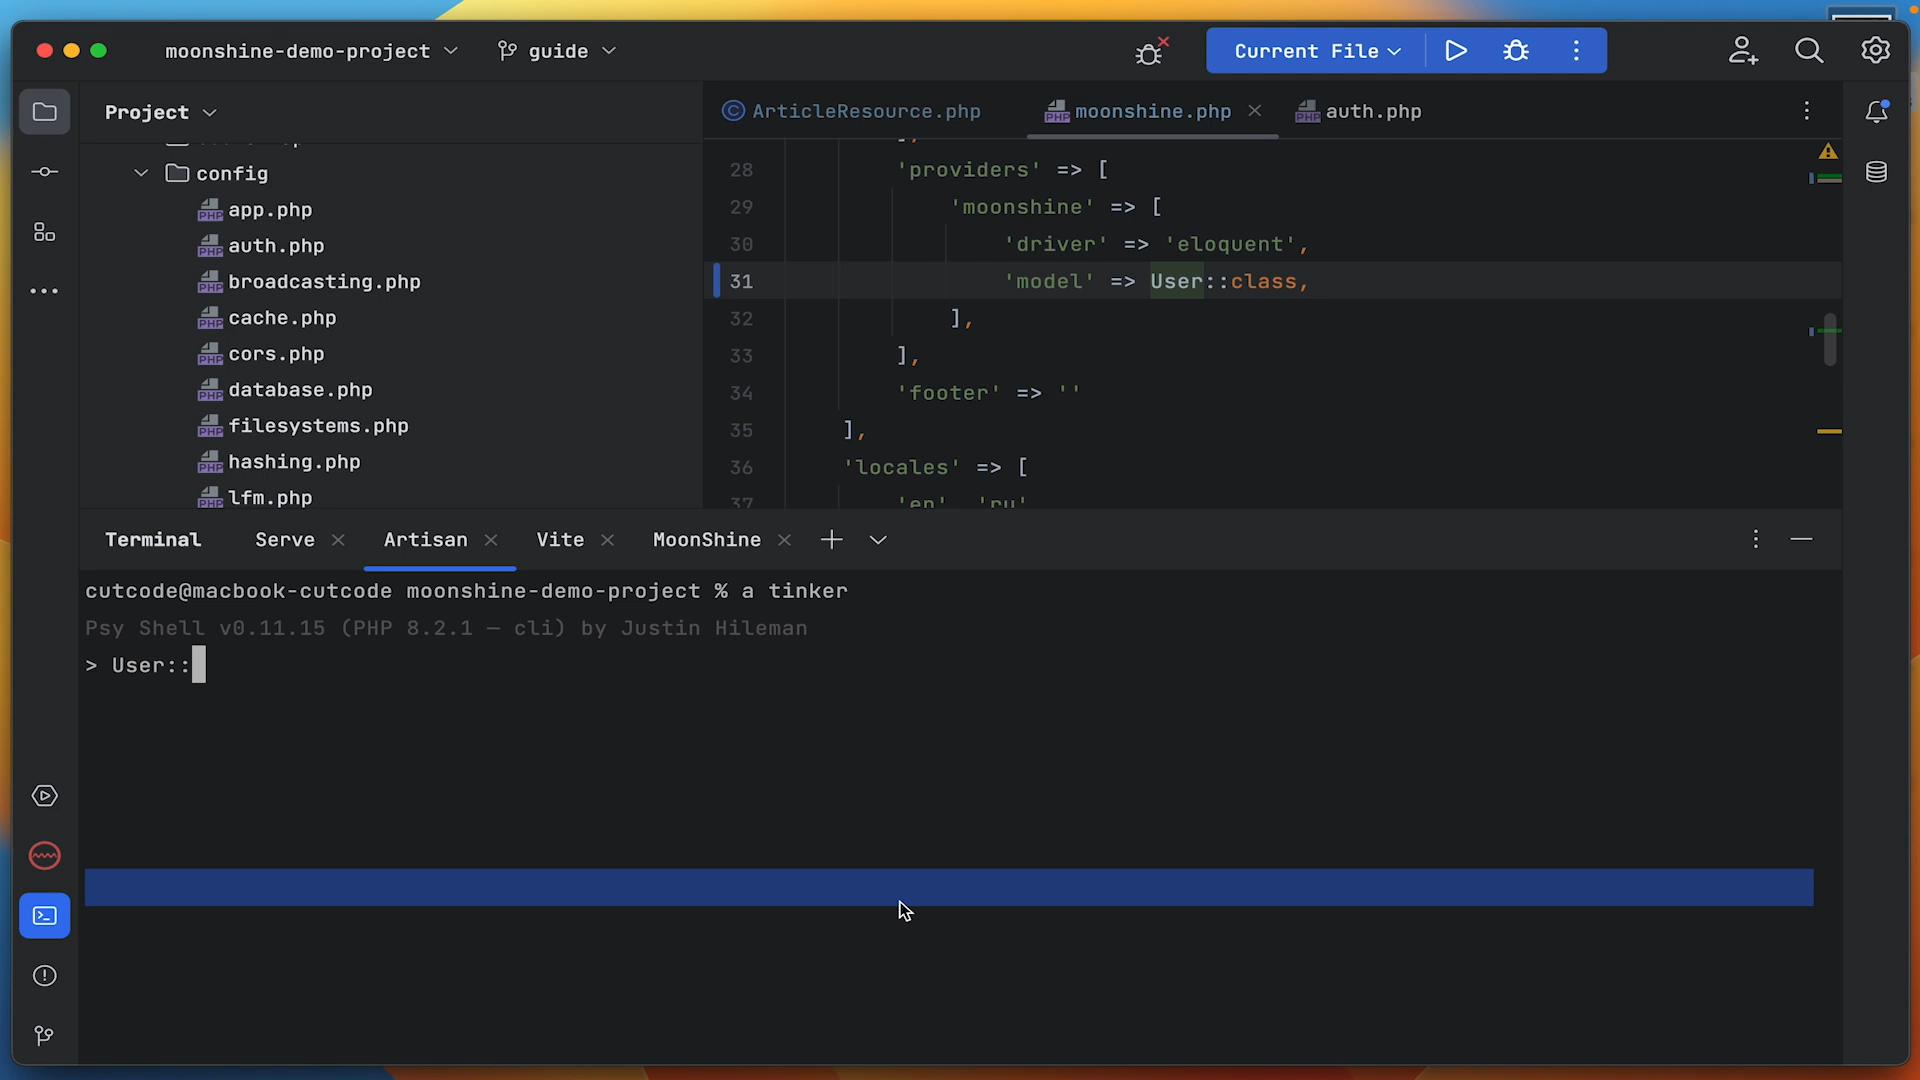 moonshine-demo-project
guide
Current File
Project
config
app.php
auth.php
broadcasting.php
cache.php
cors.php
database.php
filesystems.php
hashing.php
lfm.php
ArticleResource.php
moonshine.php
auth.php
28 'providers' => [
29 'moonshine' => [
30 'driver' => 'eloquent',
31 'model' => User::class,
32 ],
33 ],
34 'footer' => ''
35 ],
36 'locales' => [
37 'en' 'ru'
Terminal
Serve
Artisan
Vite
MoonShine
cutcode@macbook-cutcode moonshine-demo-project % a tinker
Psy Shell v0.11.15 (PHP 8.2.1 — cli) by Justin Hileman
> User::